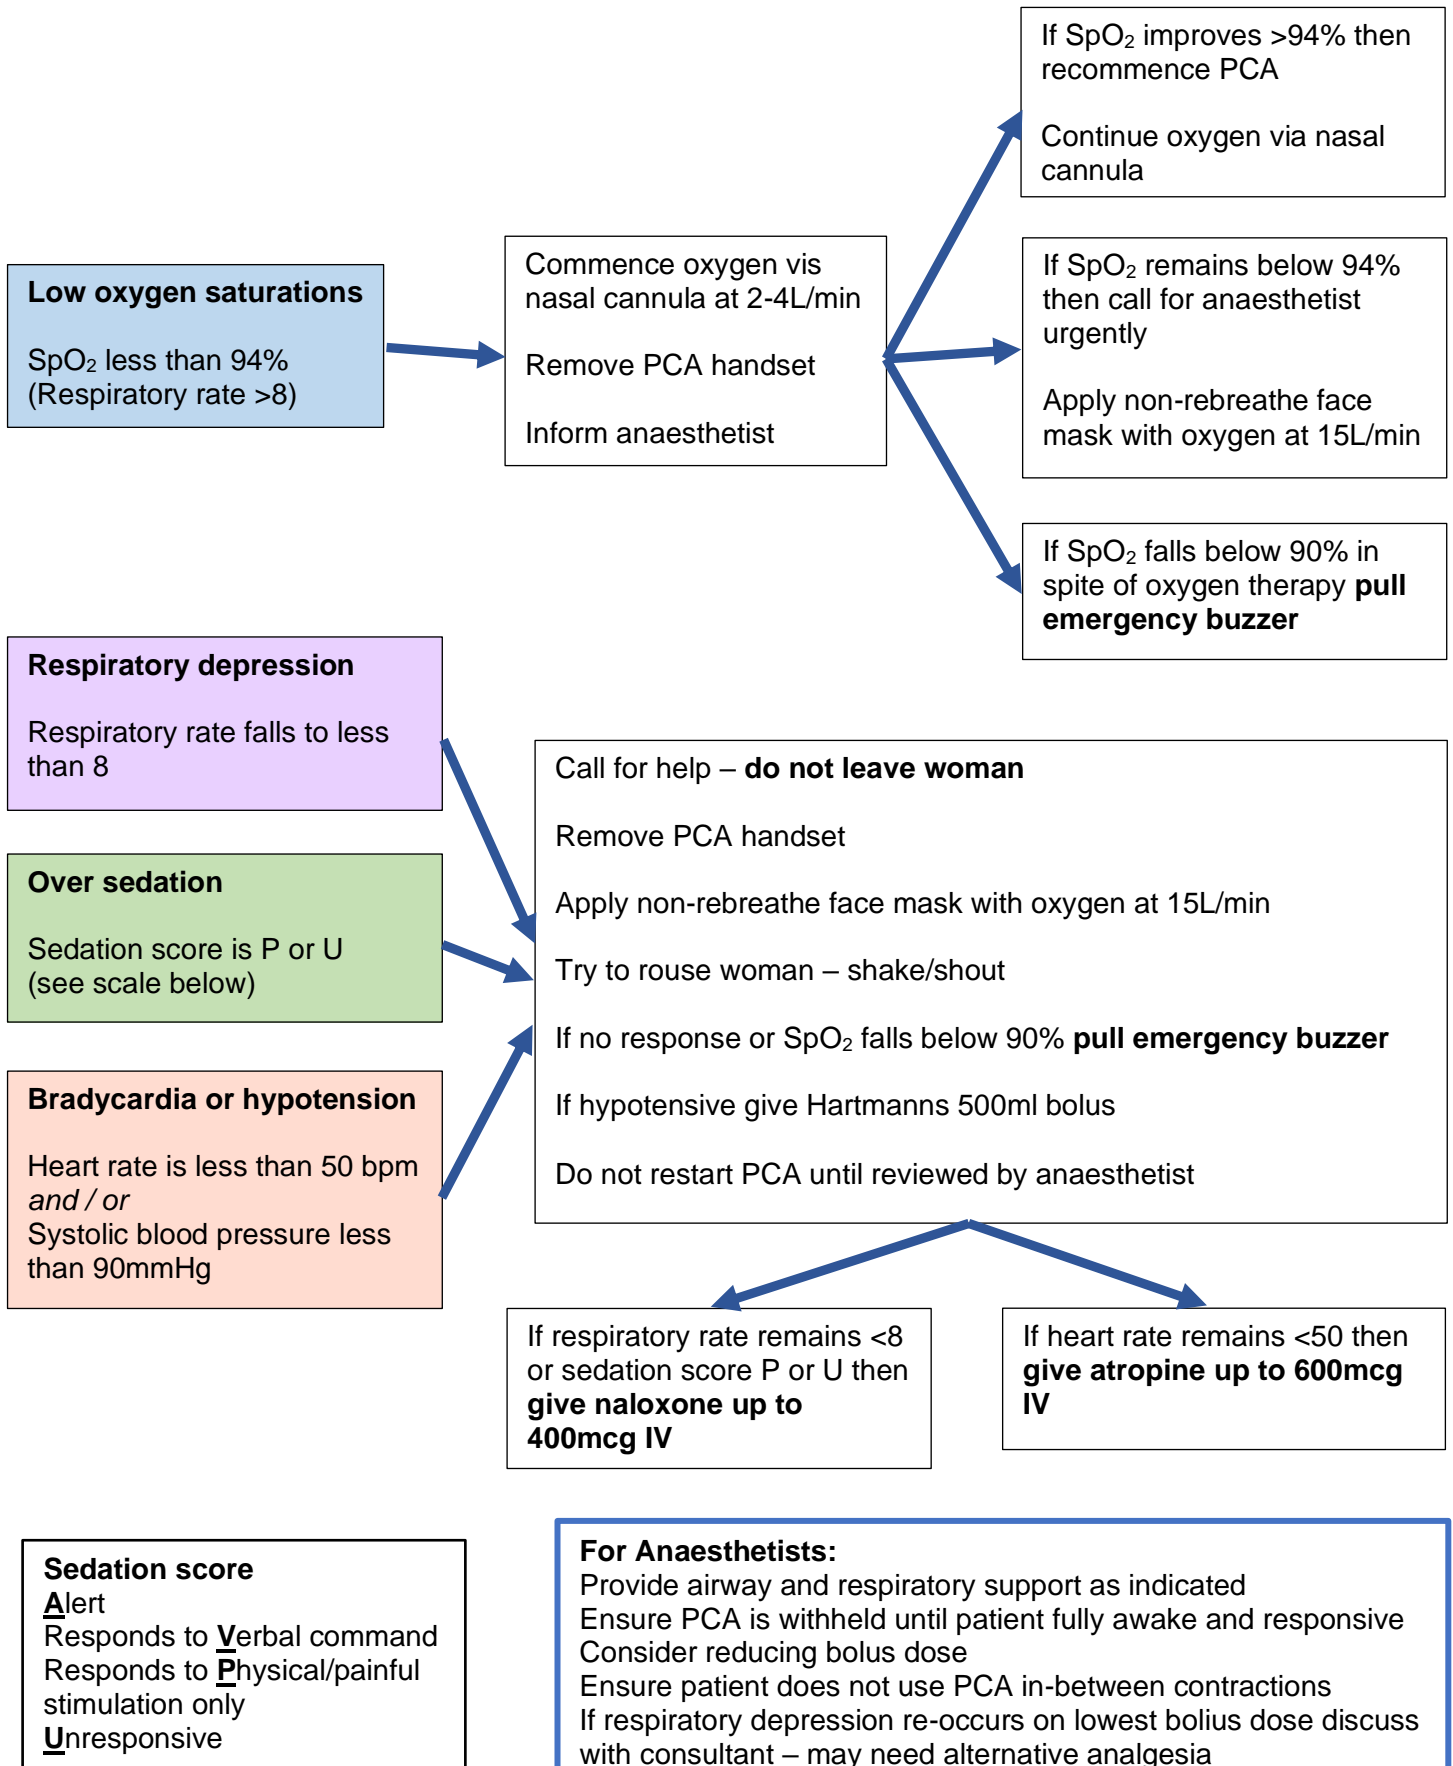 Low oxygen saturations
SpO₂ less than 94%
(Respiratory rate >8)
Commence oxygen vis
nasal cannula at 2-4L/min
Remove PCA handset
Inform anaesthetist
If SpO₂ improves >94% then
recommence PCA
Continue oxygen via nasal
cannula
If SpO₂ remains below 94%
then call for anaesthetist
urgently
Apply non-rebreathe face
mask with oxygen at 15L/min
If SpO₂ falls below 90% in
spite of oxygen therapy pull
emergency buzzer
Respiratory depression
Respiratory rate falls to less
than 8
Over sedation
Sedation score is P or U
(see scale below)
Bradycardia or hypotension
Heart rate is less than 50 bpm
and / or
Systolic blood pressure less
than 90mmHg
Call for help – do not leave woman
Remove PCA handset
Apply non-rebreathe face mask with oxygen at 15L/min
Try to rouse woman – shake/shout
If no response or SpO₂ falls below 90% pull emergency buzzer
If hypotensive give Hartmanns 500ml bolus
Do not restart PCA until reviewed by anaesthetist
If respiratory rate remains <8
or sedation score P or U then
give naloxone up to
400mcg IV
If heart rate remains <50 then
give atropine up to 600mcg
IV
Sedation score
Alert
Responds to Verbal command
Responds to Physical/painful
stimulation only
Unresponsive
For Anaesthetists:
Provide airway and respiratory support as indicated
Ensure PCA is withheld until patient fully awake and responsive
Consider reducing bolus dose
Ensure patient does not use PCA in-between contractions
If respiratory depression re-occurs on lowest bolius dose discuss
with consultant – may need alternative analgesia